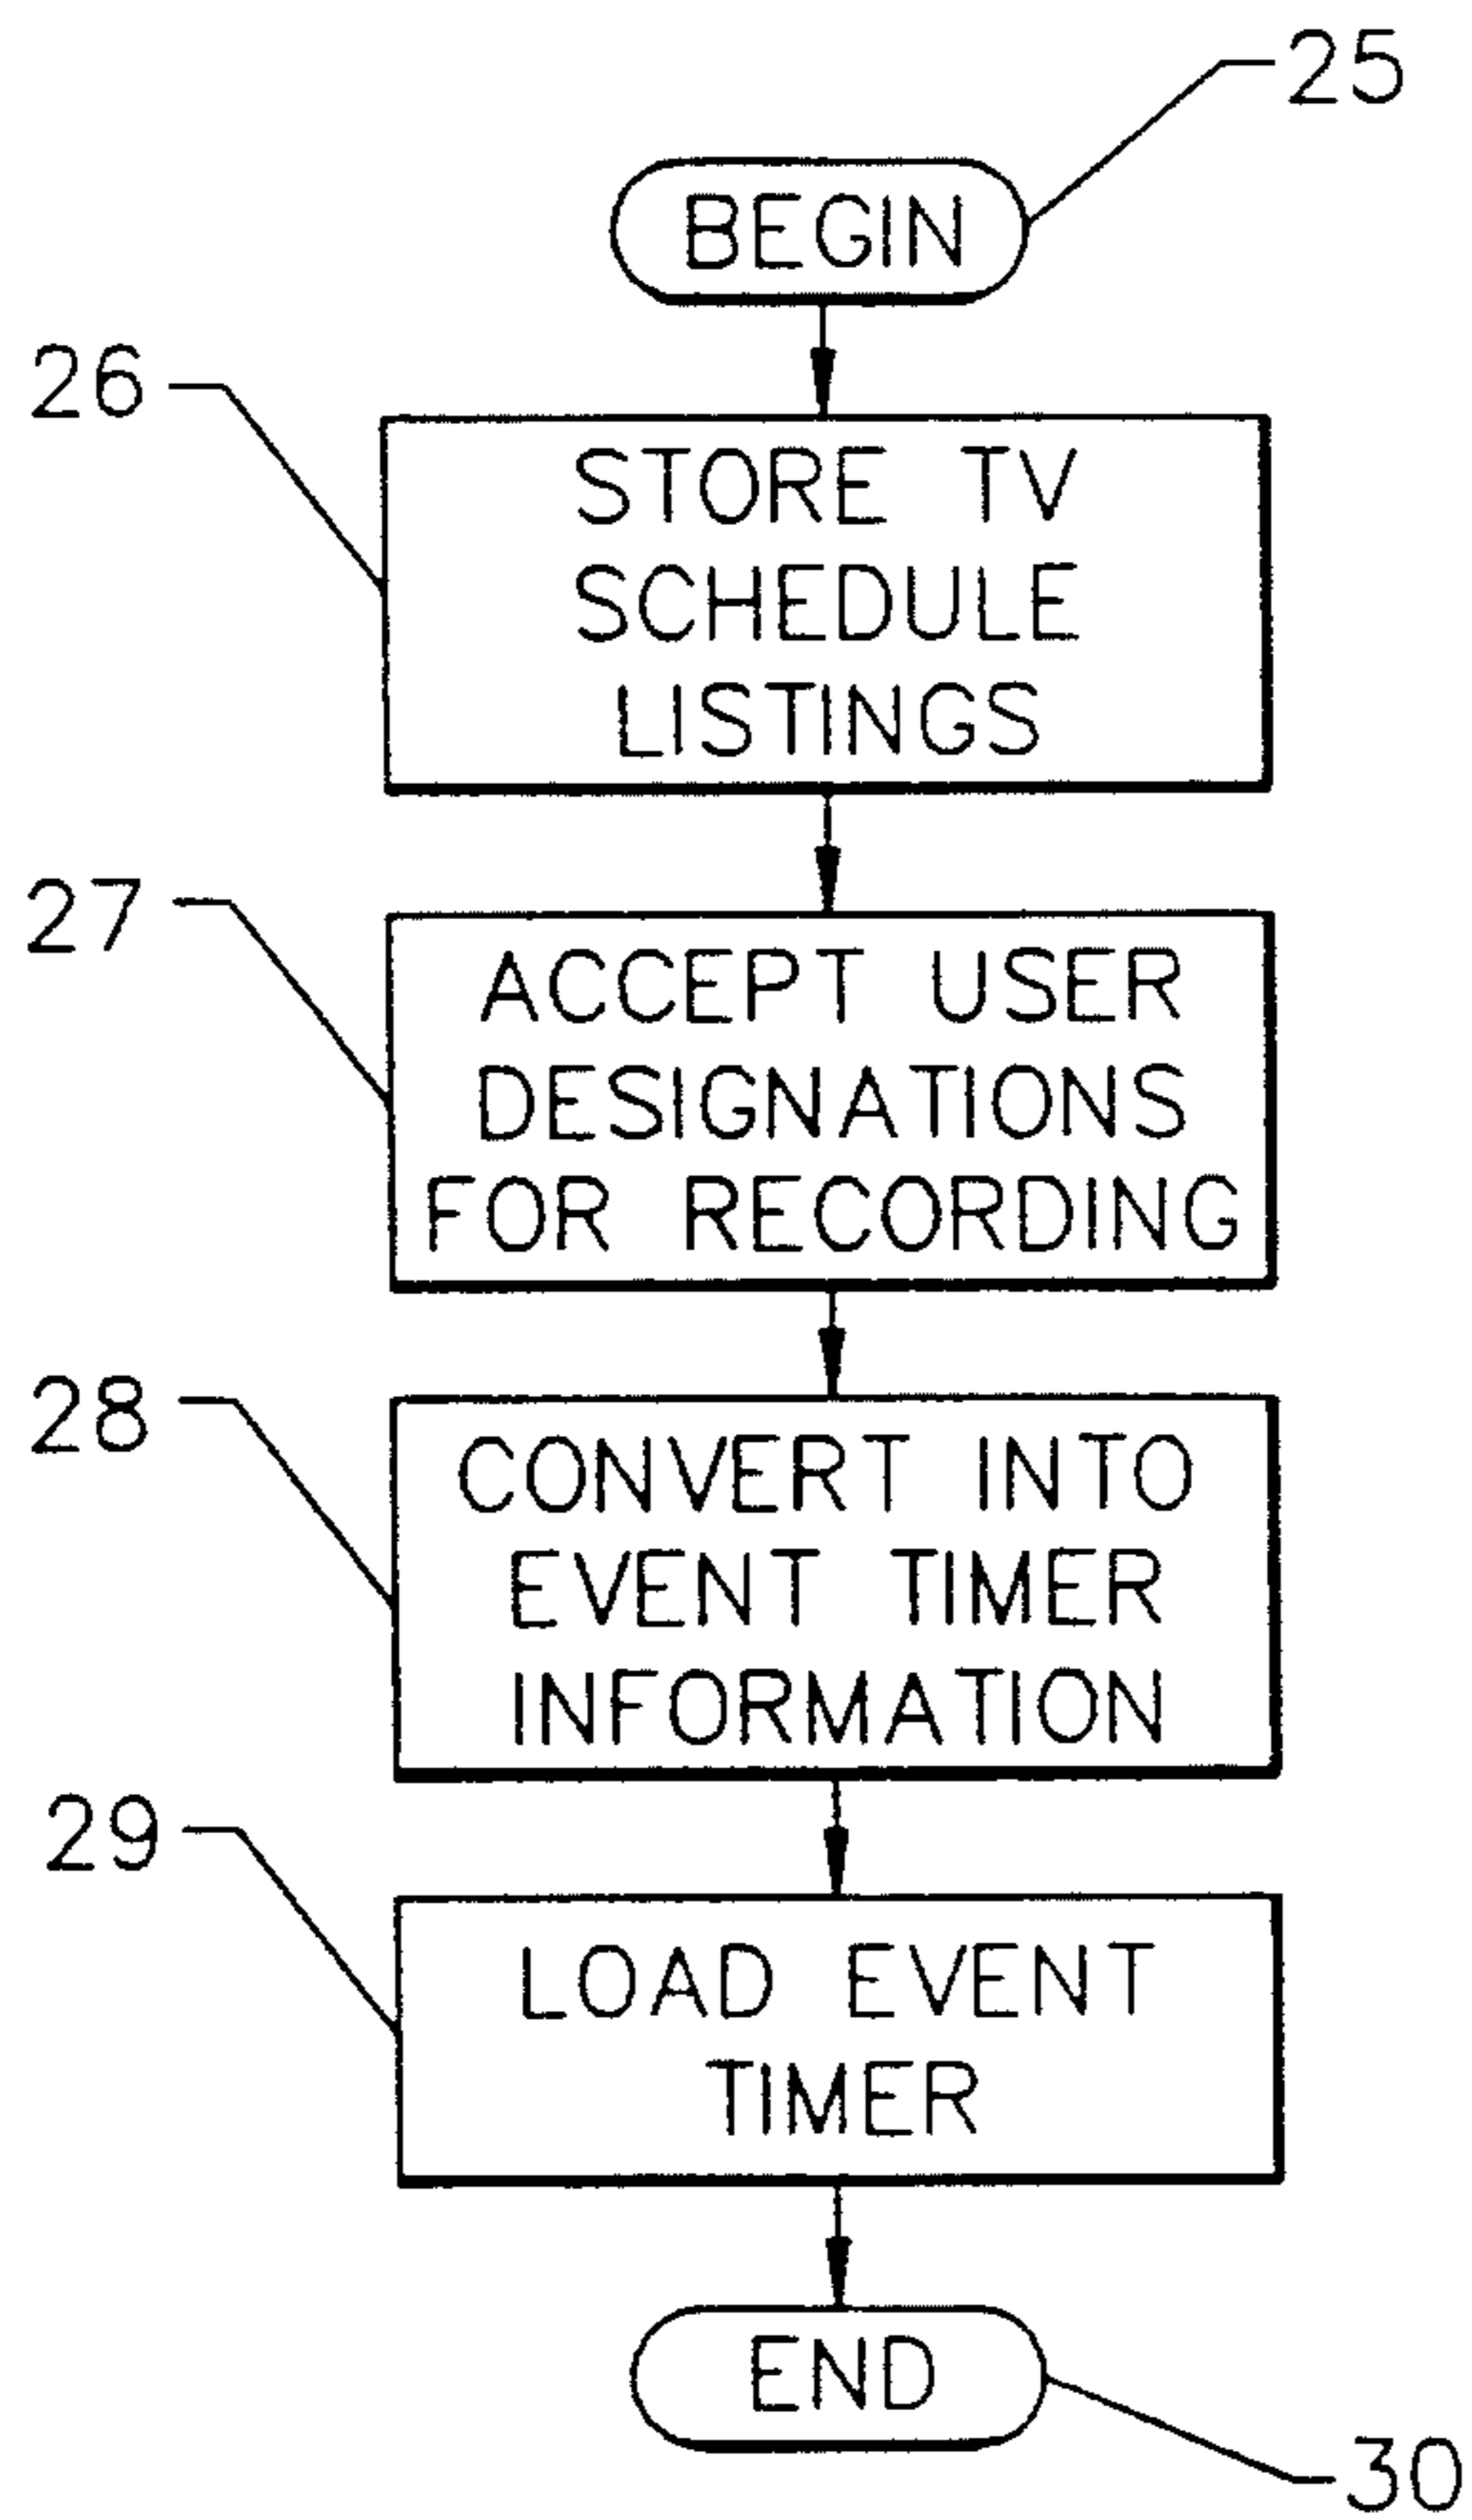 25
BEGIN
26
STORE TV
SCHEDULE
LISTINGS
27
ACCEPT USER
DESIGNATIONS
FOR RECORDING
28
CONVERT INTO
EVENT TIMER
INFORMATION
29
LOAD EVENT
TIMER
END
30